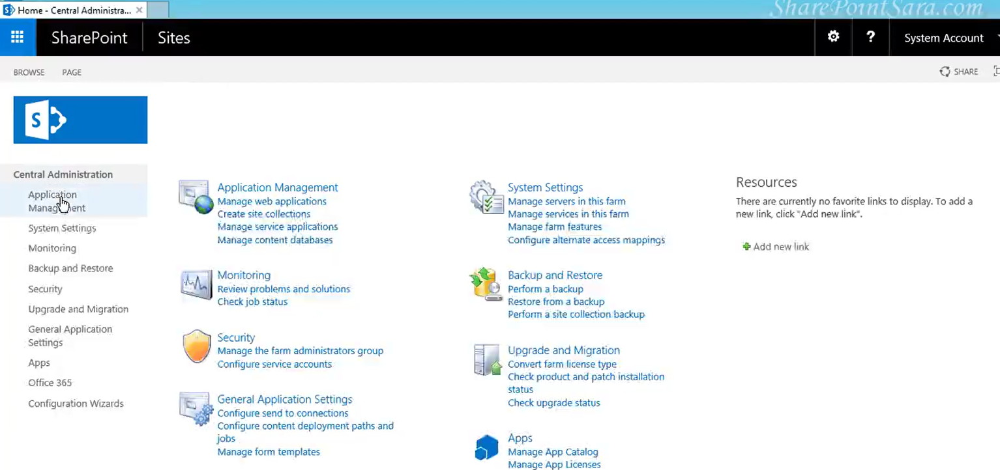 Home - Central Administra...
SharePointSara.com
SharePoint
Sites
?
System Account
BROWSE
PAGE
SHARE
S
Central Administration
Application
Management
System Settings
Monitoring
Backup and Restore
Security
Upgrade and Migration
General Application
Settings
Apps
Office 365
Configuration Wizards
Application Management
Manage web applications
Create site collections
Manage service applications
Manage content databases
Monitoring
Review problems and solutions
Check job status
Security
Manage the farm administrators group
Configure service accounts
General Application Settings
Configure send to connections
Configure content deployment paths and
jobs
Manage form templates
System Settings
Manage servers in this farm
Manage services in this farm
Manage farm features
Configure alternate access mappings
Backup and Restore
Perform a backup
Restore from a backup
Perform a site collection backup
Upgrade and Migration
Convert farm license type
Check product and patch installation
status
Check upgrade status
Apps
Manage App Catalog
Manage App Licenses
Resources
There are currently no favorite links to display. To add a
new link, click "Add new link".
Add new link